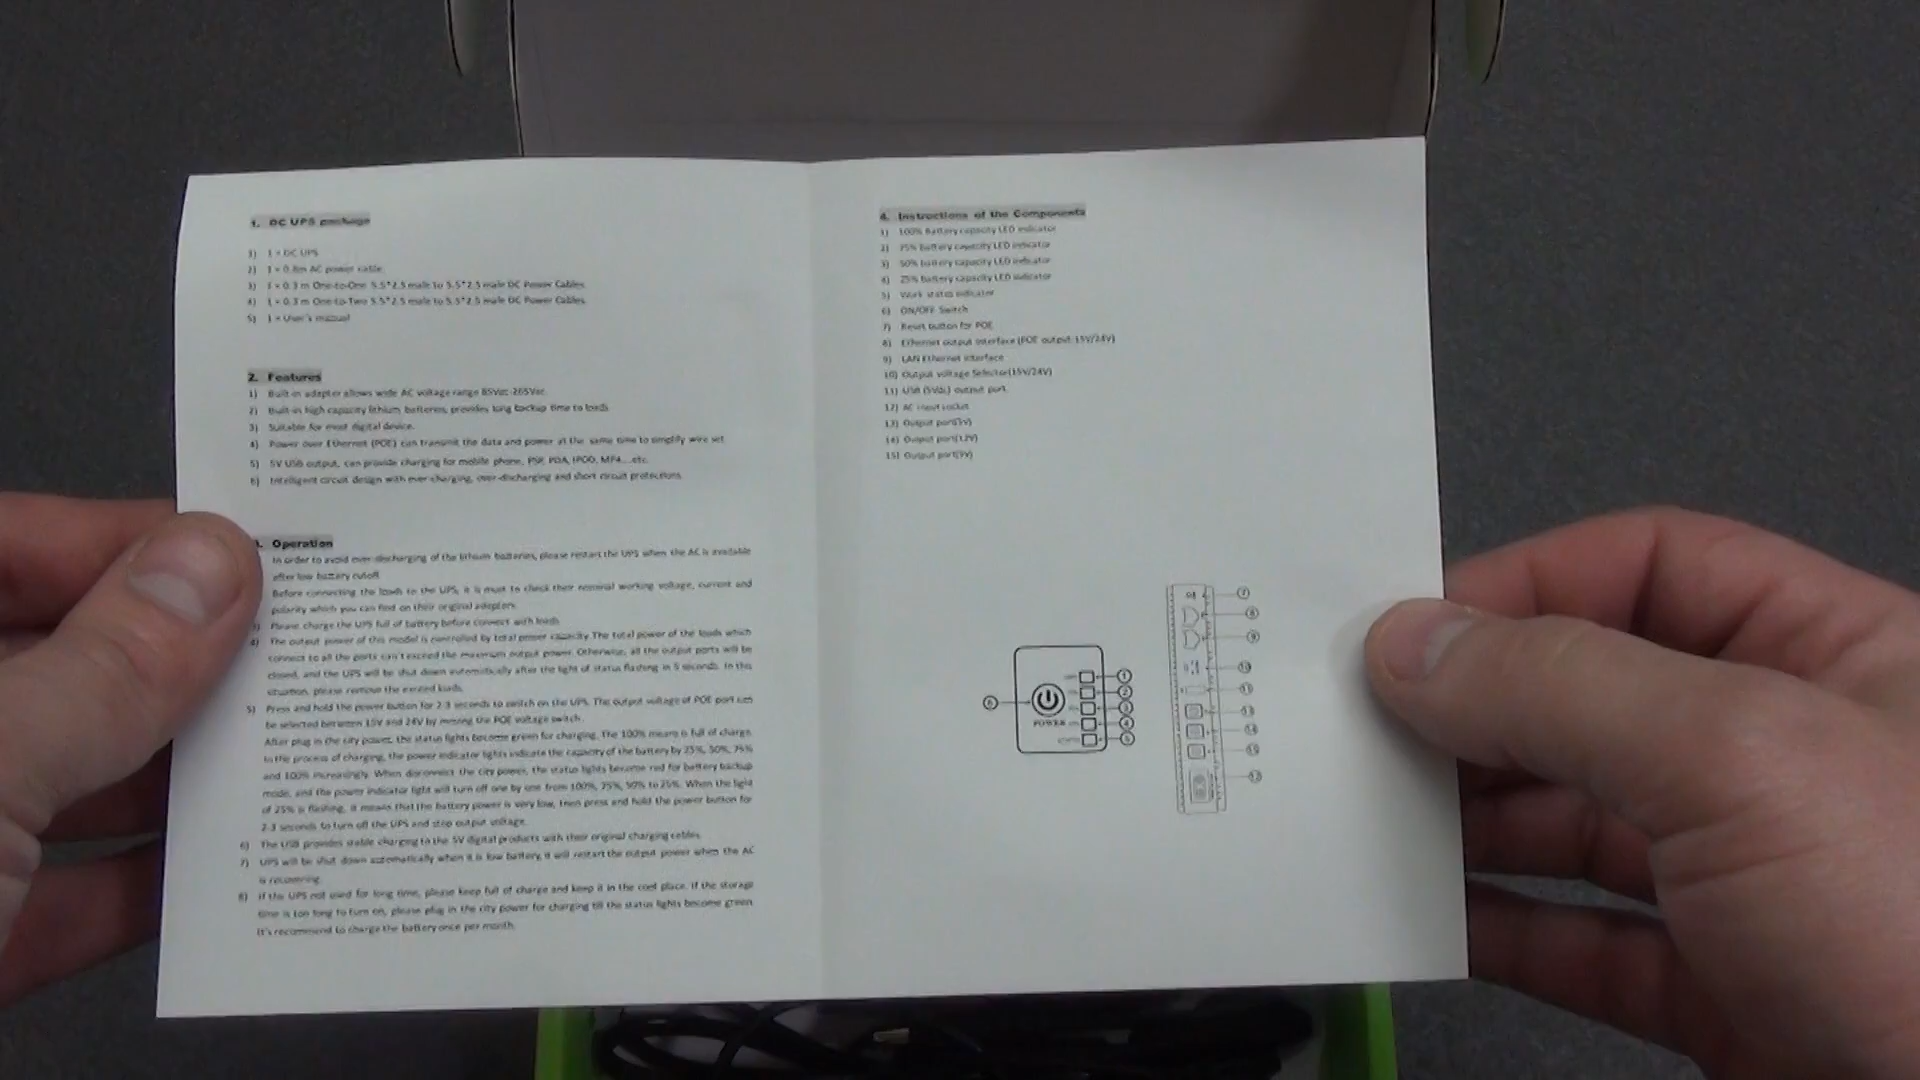 1. DC UPS package
1) 1 × DC UPS
2) 1 × 0.8m AC power cable
3) 1 × 0.3 m One-to-One 5.5*2.5 male to 5.5*2.5 male DC Power Cables
4) 1 × 0.3 m One-to-Two 5.5*2.5 male to 5.5*2.5 male DC Power Cables
5) 1 × User's manual
2. Features
1) Built-in adapter allows wide AC voltage range 85Vac-265Vac
2) Built-in high capacity lithium batteries, provides long backup time to loads
3) Suitable for most digital device.
4) Power over Ethernet (POE) can transmit the data and power at the same time to simplify wire set
5) 5V USB output, can provide charging for mobile phone, PSP, PDA, IPOD, MP4....etc.
6) Intelligent circuit design with over-charging, over-discharging and short circuit protections
Operation
In order to avoid over-discharging of the lithium batteries, please restart the UPS when the AC is available
after low battery cutoff
Before connecting the loads to the UPS, it is must to check their nominal working voltage, current and
polarity which you can find on their original adapters
) Please charge the UPS full of battery before connect with loads
4) The output power of this model is controlled by total power capacity. The total power of the loads which
connect to all the ports can't exceed the maximum output power. Otherwise, all the output ports will be
closed, and the UPS will be shut down automatically after the light of status flashing in 5 seconds. In this
situation, please remove the exceed loads.
5) Press and hold the power button for 2-3 seconds to switch on the UPS. The output voltage of POE port can
be selected between 15V and 24V by moving the POE voltage switch.
After plug in the city power, the status lights become green for charging. The 100% means is full of charge.
In the process of charging, the power indicator lights indicate the capacity of the battery by 25%, 50%, 75%
and 100% increasingly. When disconnect the city power, the status lights become red for battery backup
mode, and the power indicator light will turn off one by one from 100%, 75%, 50% to 25%. When the light
of 25% is flashing, it means that the battery power is very low, then press and hold the power button for
2-3 seconds to turn off the UPS and stop output voltage.
6) The USB provides stable charging to the 5V digital products with their original charging cables.
7) UPS will be shut down automatically when it is low battery, it will restart the output power when the AC
is recovering
8) If the UPS not used for long time, please keep full of charge and keep it in the cool place. If the storage
time is too long to turn on, please plug in the city power for charging till the status lights become green
It's recommend to charge the battery once per month.
4. Instructions of the Components
1) 100% Battery capacity LED indicator
2) 75% battery capacity LED indicator
3) 50% battery capacity LED indicator
4) 25% battery capacity LED indicator
5) Work status indicator
6) ON/OFF Switch
7) Reset button for POE
8) Ethernet output interface (POE output: 15V/24V)
9) LAN Ethernet interface
10) Output voltage Selector(15V/24V)
11) USB (5Vdc) output port
12) AC input socket
13) Output port(5V)
14) Output port(12V)
15) Output port(9V)
6
POWER
1
2
3
4
5
7
8
9
10
11
13
14
15
12